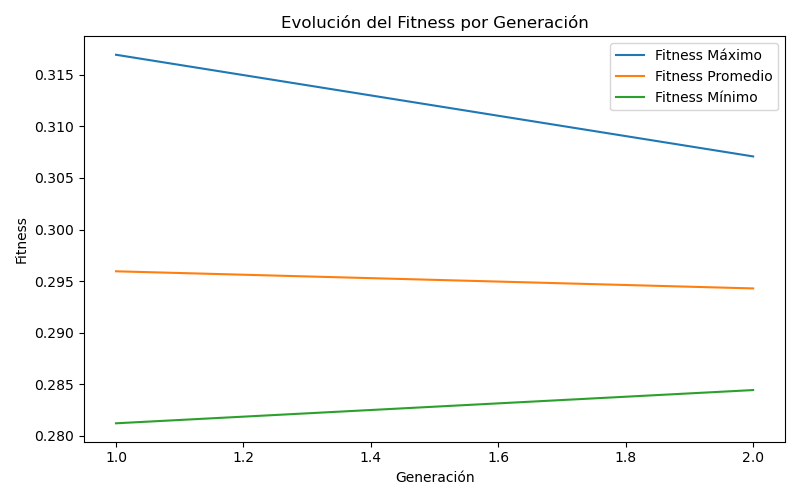 Evolución del Fitness por Generación
Fitness Máximo
Fitness Promedio
Fitness Mínimo
Fitness
0.315
0.310
0.305
0.300
0.295
0.290
0.285
0.280
1.0 1.2 1.4 1.6 1.8 2.0
Generación